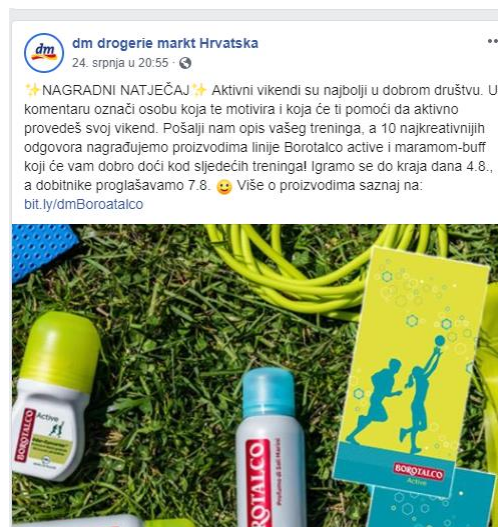 dm
dm drogerie markt Hrvatska
24. srpnja u 20:55 ·
✨NAGRADNI NATJEČAJ✨ Aktivni vikendi su najbolji u dobrom društvu. U
komentaru označi osobu koja te motivira i koja će ti pomoći da aktivno
provedeš svoj vikend. Pošalji nam opis vašeg treninga, a 10 najkreativnijih
odgovora nagrađujemo proizvodima linije Borotalco active i maramom-buff
koji će vam dobro doći kod sljedećih treninga! Igramo se do kraja dana 4.8.,
a dobitnike proglašavamo 7.8. 😉 Više o proizvodima saznaj na:
bit.ly/dmBoroatalco
BOROTALCO
Active
BOROTALCO
Profumo di Sali Marini
BOROTALCO
Active